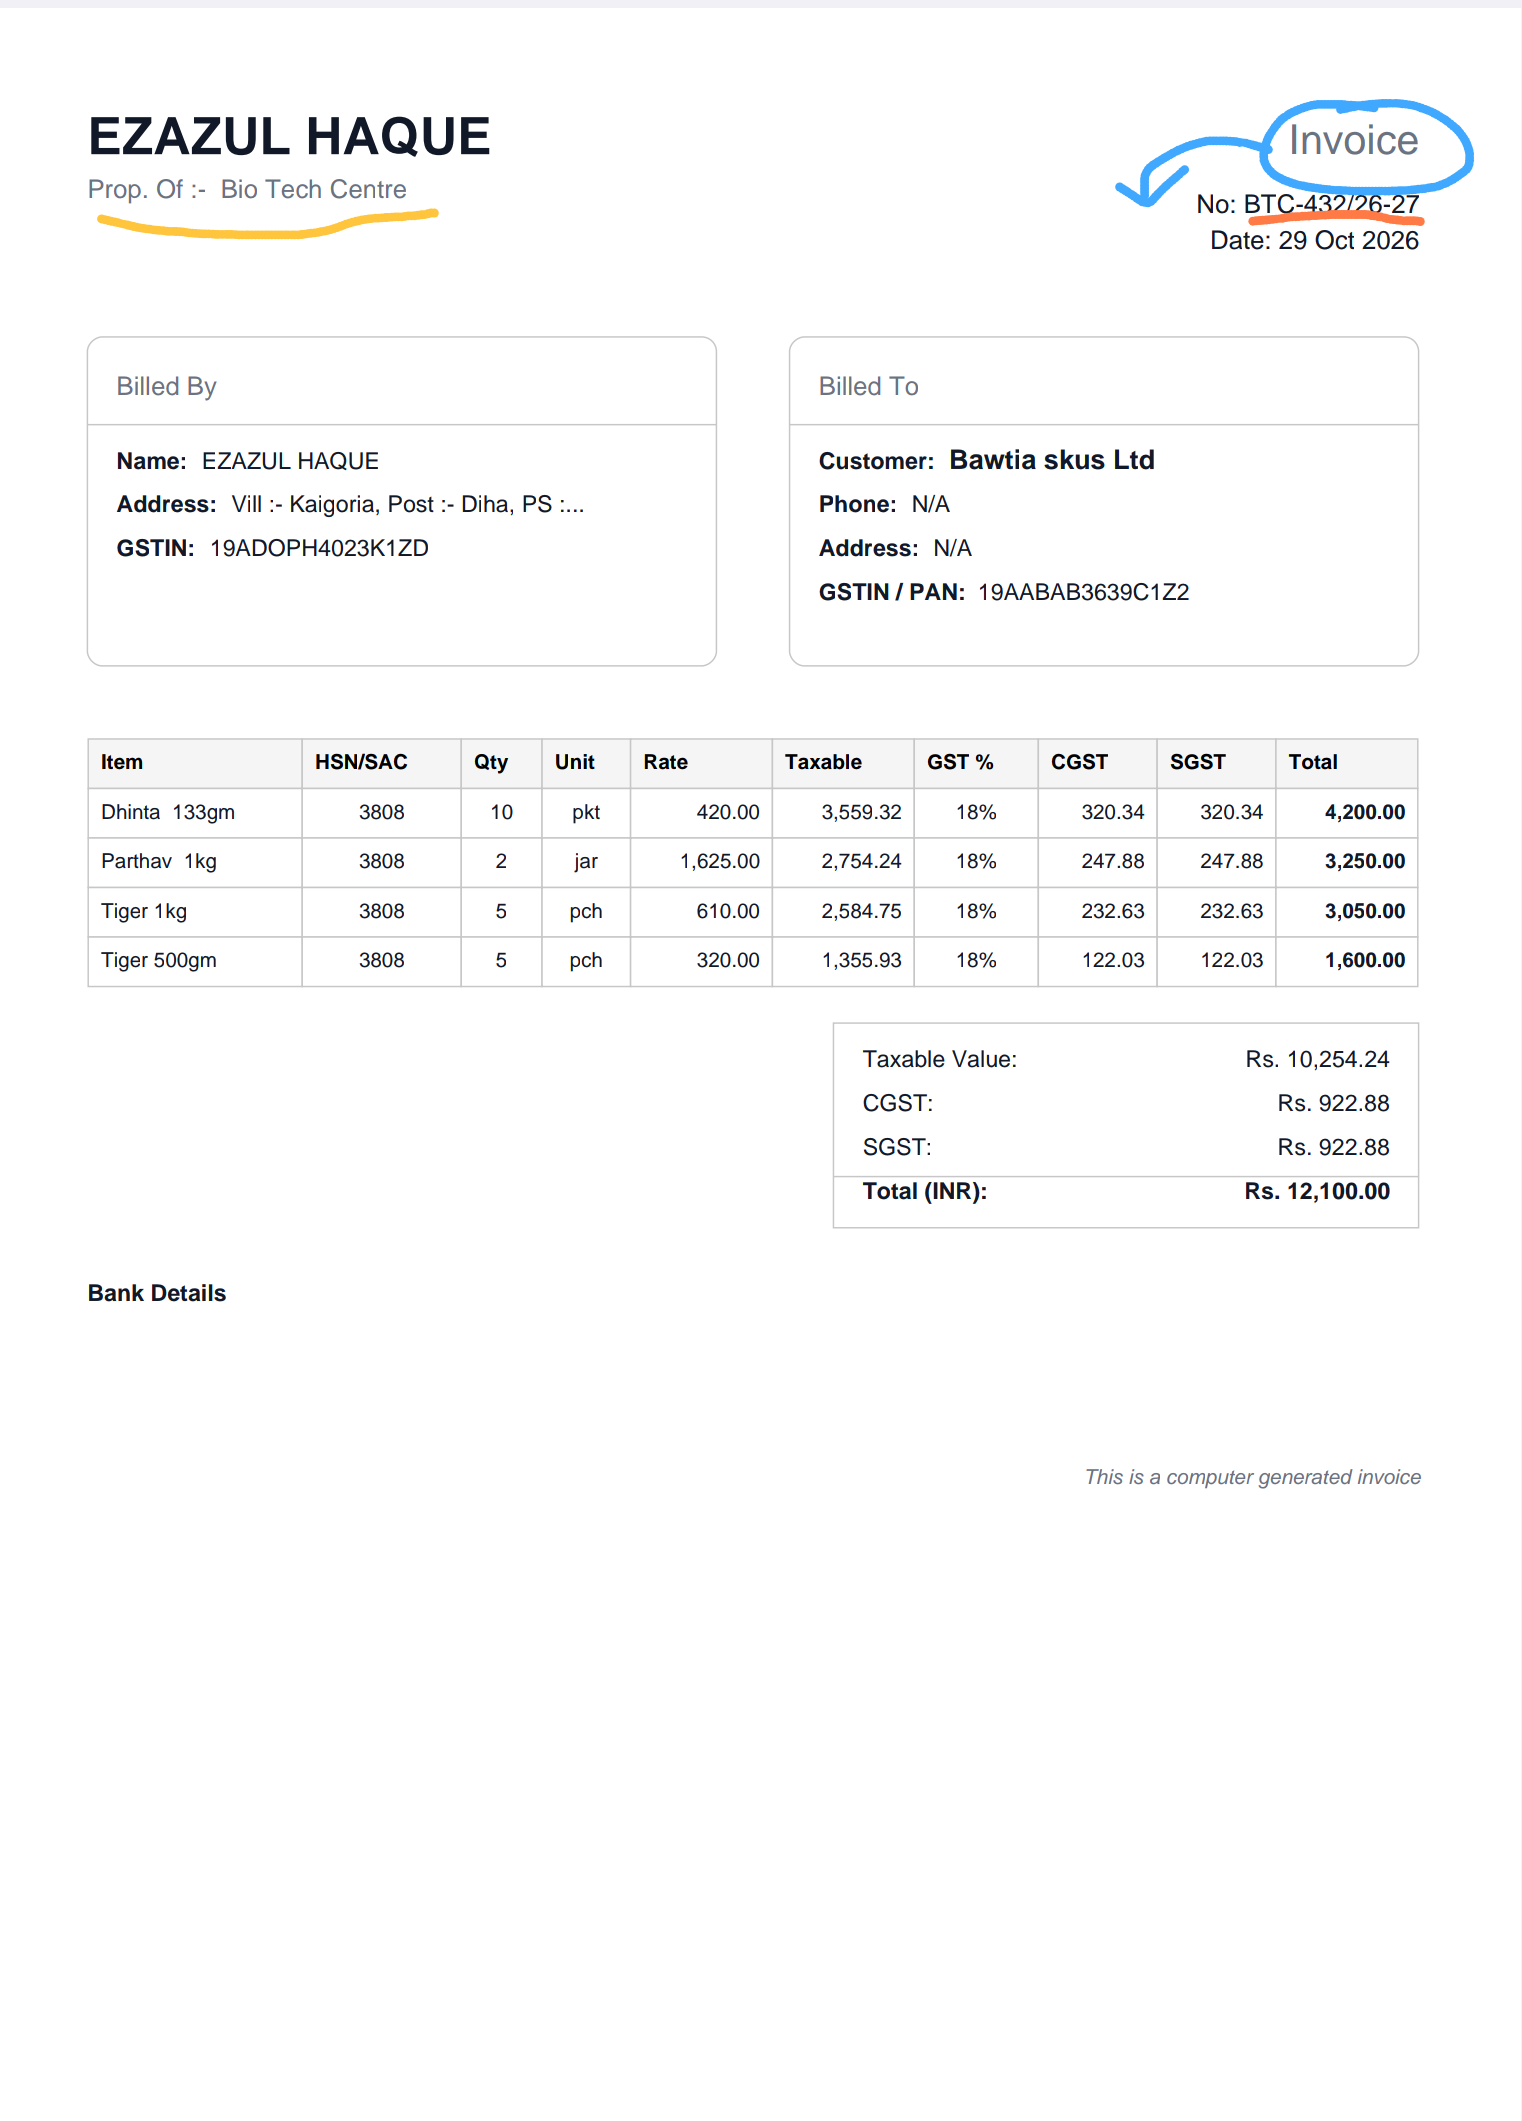 EZAZUL HAQUE
Prop. Of :-  Bio Tech Centre
Invoice
No: BTC-432/26-27
Date: 29 Oct 2026
Billed By
Name: EZAZUL HAQUE
Address: Vill :- Kaigoria, Post :- Diha, PS :...
GSTIN: 19ADOPH4023K1ZD
Billed To
Customer: Bawtia skus Ltd
Phone: N/A
Address: N/A
GSTIN / PAN: 19AABAB3639C1Z2
Item HSN/SAC Qty Unit Rate Taxable GST % CGST SGST Total
Dhinta  133gm 3808 10 pkt 420.00 3,559.32 18% 320.34 320.34 4,200.00
Parthav  1kg 3808 2 jar 1,625.00 2,754.24 18% 247.88 247.88 3,250.00
Tiger 1kg 3808 5 pch 610.00 2,584.75 18% 232.63 232.63 3,050.00
Tiger 500gm 3808 5 pch 320.00 1,355.93 18% 122.03 122.03 1,600.00
Taxable Value: Rs. 10,254.24
CGST: Rs. 922.88
SGST: Rs. 922.88
Total (INR): Rs. 12,100.00
Bank Details
This is a computer generated invoice